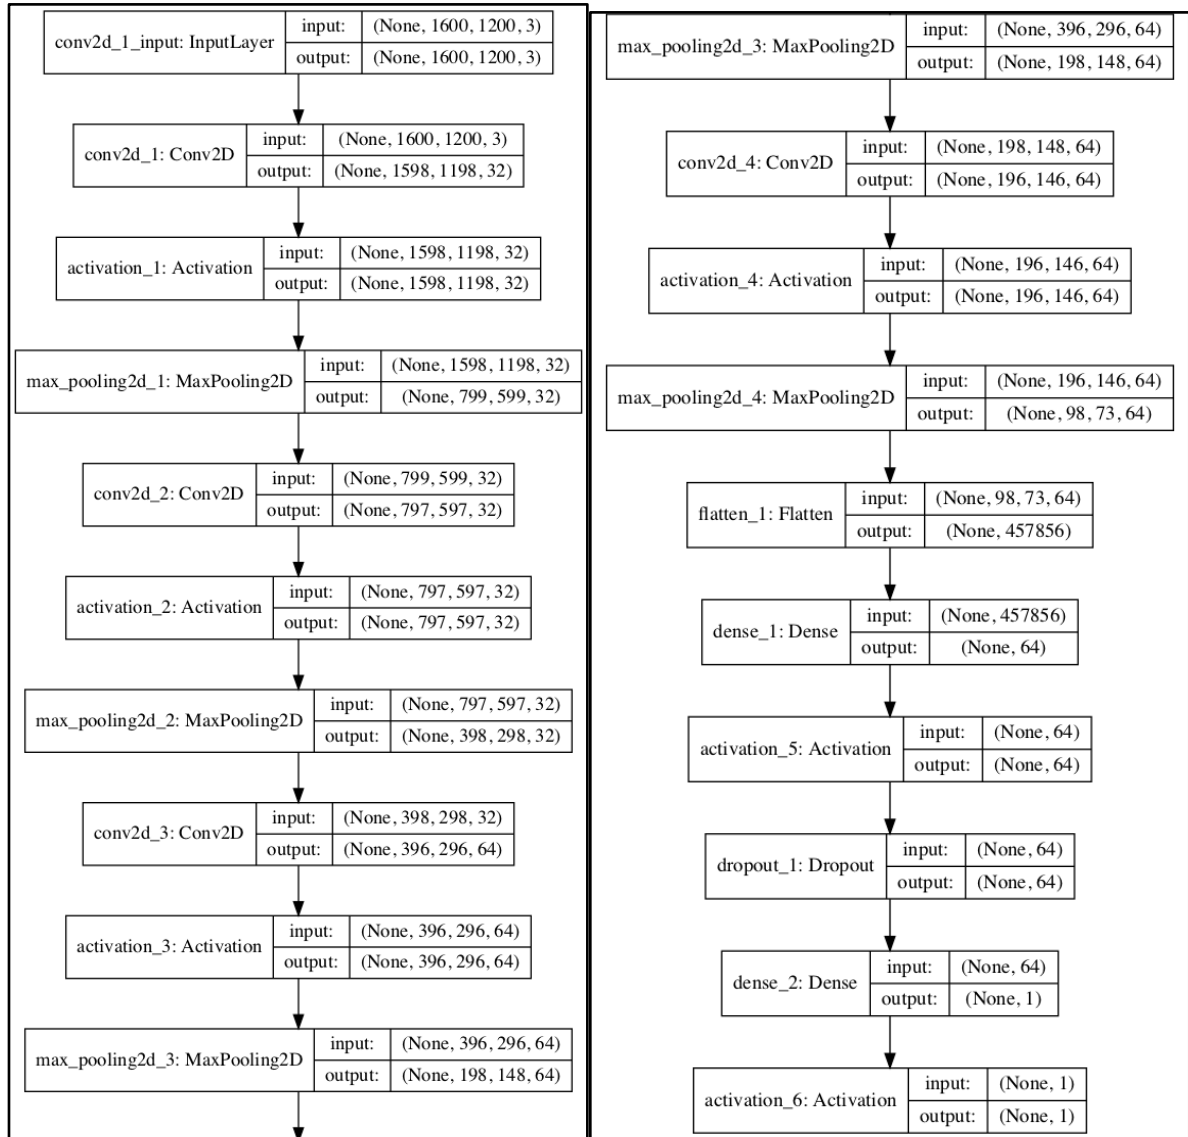 conv2d_1_input: InputLayer
input: (None, 1600, 1200, 3)
output: (None, 1600, 1200, 3)
conv2d_1: Conv2D
input: (None, 1600, 1200, 3)
output: (None, 1598, 1198, 32)
activation_1: Activation
input: (None, 1598, 1198, 32)
output: (None, 1598, 1198, 32)
max_pooling2d_1: MaxPooling2D
input: (None, 1598, 1198, 32)
output: (None, 799, 599, 32)
conv2d_2: Conv2D
input: (None, 799, 599, 32)
output: (None, 797, 597, 32)
activation_2: Activation
input: (None, 797, 597, 32)
output: (None, 797, 597, 32)
max_pooling2d_2: MaxPooling2D
input: (None, 797, 597, 32)
output: (None, 398, 298, 32)
conv2d_3: Conv2D
input: (None, 398, 298, 32)
output: (None, 396, 296, 64)
activation_3: Activation
input: (None, 396, 296, 64)
output: (None, 396, 296, 64)
max_pooling2d_3: MaxPooling2D
input: (None, 396, 296, 64)
output: (None, 198, 148, 64)
max_pooling2d_3: MaxPooling2D
input: (None, 396, 296, 64)
output: (None, 198, 148, 64)
conv2d_4: Conv2D
input: (None, 198, 148, 64)
output: (None, 196, 146, 64)
activation_4: Activation
input: (None, 196, 146, 64)
output: (None, 196, 146, 64)
max_pooling2d_4: MaxPooling2D
input: (None, 196, 146, 64)
output: (None, 98, 73, 64)
flatten_1: Flatten
input: (None, 98, 73, 64)
output: (None, 457856)
dense_1: Dense
input: (None, 457856)
output: (None, 64)
activation_5: Activation
input: (None, 64)
output: (None, 64)
dropout_1: Dropout
input: (None, 64)
output: (None, 64)
dense_2: Dense
input: (None, 64)
output: (None, 1)
activation_6: Activation
input: (None, 1)
output: (None, 1)